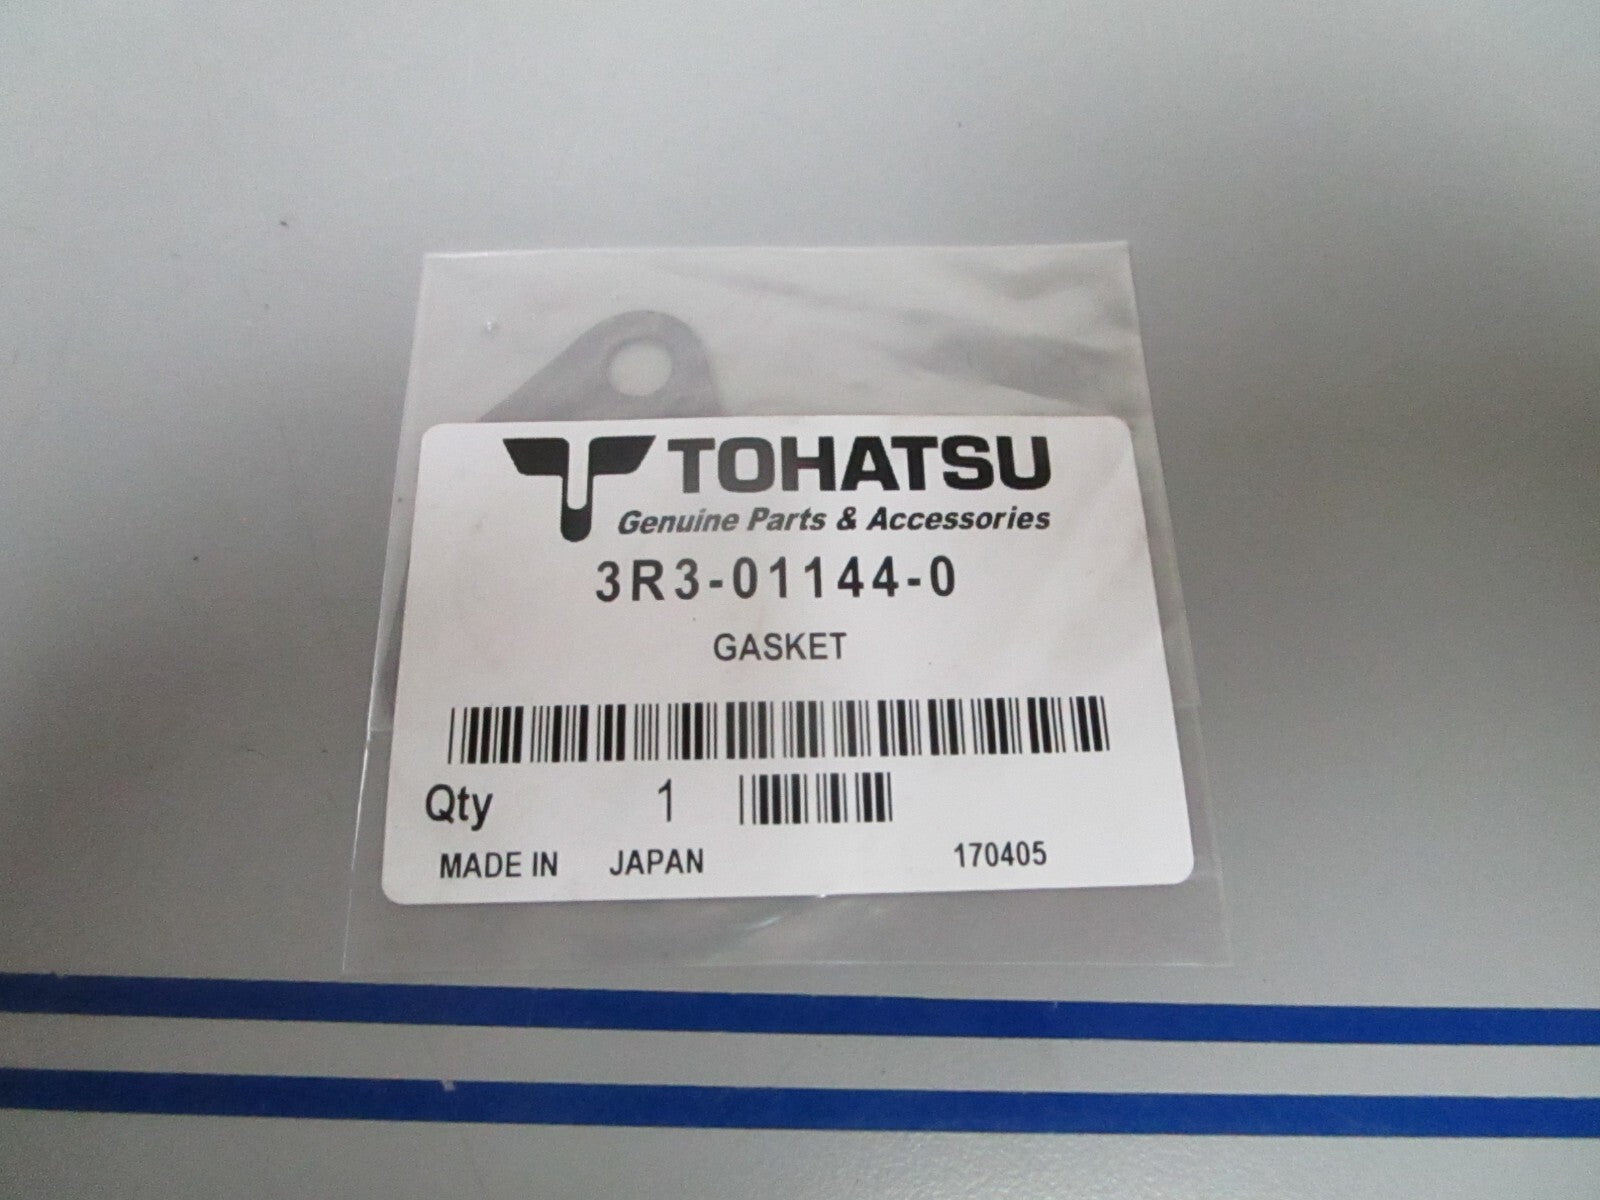 TOHATSU
Genuine Parts & Accessories
3R3-01144-0
GASKET
Qty 1
MADE IN JAPAN 170405